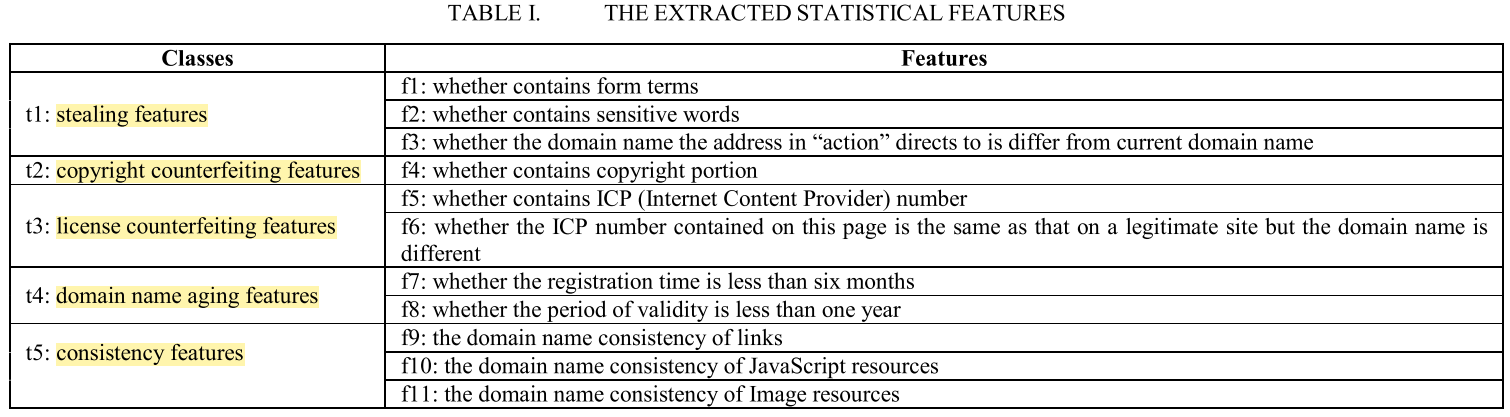 TABLE I. THE EXTRACTED STATISTICAL FEATURES
Classes Features
t1: stealing features
f1: whether contains form terms
f2: whether contains sensitive words
f3: whether the domain name the address in “action” directs to is differ from current domain name
t2: copyright counterfeiting features
f4: whether contains copyright portion
t3: license counterfeiting features
f5: whether contains ICP (Internet Content Provider) number
f6: whether the ICP number contained on this page is the same as that on a legitimate site but the domain name is
different
t4: domain name aging features
f7: whether the registration time is less than six months
f8: whether the period of validity is less than one year
t5: consistency features
f9: the domain name consistency of links
f10: the domain name consistency of JavaScript resources
f11: the domain name consistency of Image resources